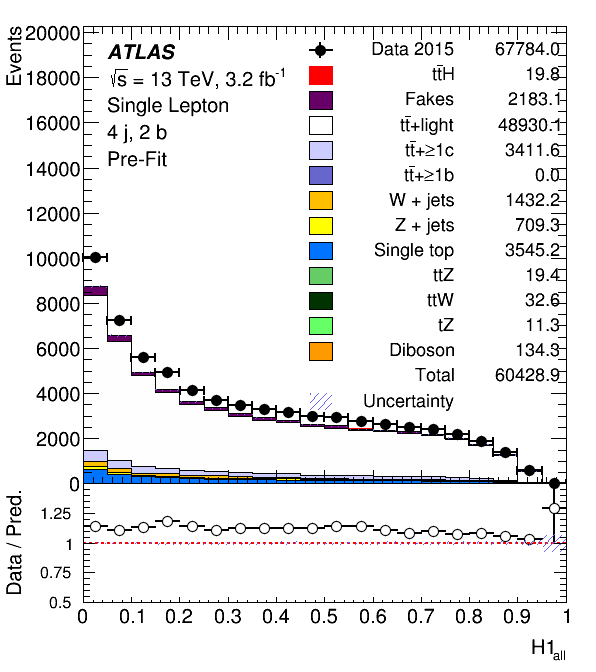 Events
20000
18000
16000
14000
12000
10000
8000
6000
4000
2000
0
ATLAS
√s = 13 TeV, 3.2 fb⁻¹
Single Lepton
4 j, 2 b
Pre-Fit
Data 2015 67784.0
tt̄H 19.8
Fakes 2183.1
tt̄+light 48930.1
tt̄+≥1c 3411.6
tt̄+≥1b 0.0
W + jets 1432.2
Z + jets 709.3
Single top 3545.2
ttZ 19.4
ttW 32.6
tZ 11.3
Diboson 134.3
Total 60428.9
Uncertainty
Data / Pred.
1.25
1
0.75
0.5
0 0.1 0.2 0.3 0.4 0.5 0.6 0.7 0.8 0.9 1
H1all